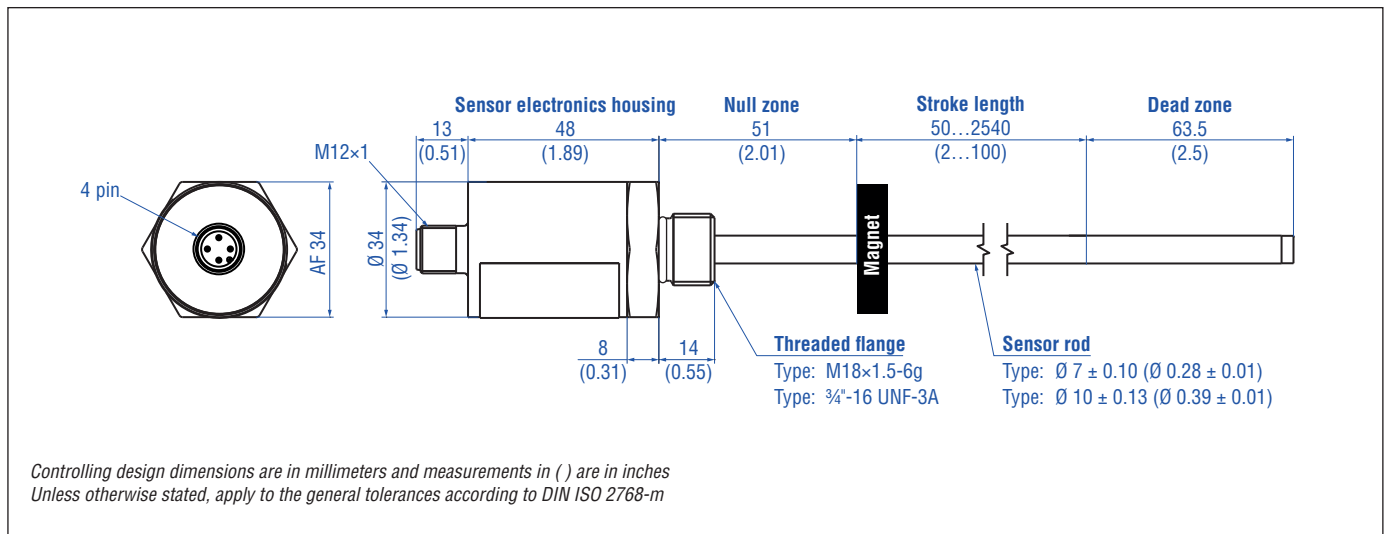 Sensor electronics housing
Null zone
Stroke length
Dead zone
13
(0.51)
48
(1.89)
51
(2.01)
50…2540
(2…100)
63.5
(2.5)
M12×1
4 pin
AF 34
Ø 34
(Ø 1.34)
Magnet
8
(0.31)
14
(0.55)
Threaded flange
Type: M18×1.5-6g
Type: ¾"-16 UNF-3A
Sensor rod
Type: Ø 7 ± 0.10 (Ø 0.28 ± 0.01)
Type: Ø 10 ± 0.13 (Ø 0.39 ± 0.01)
Controlling design dimensions are in millimeters and measurements in ( ) are in inches
Unless otherwise stated, apply to the general tolerances according to DIN ISO 2768-m